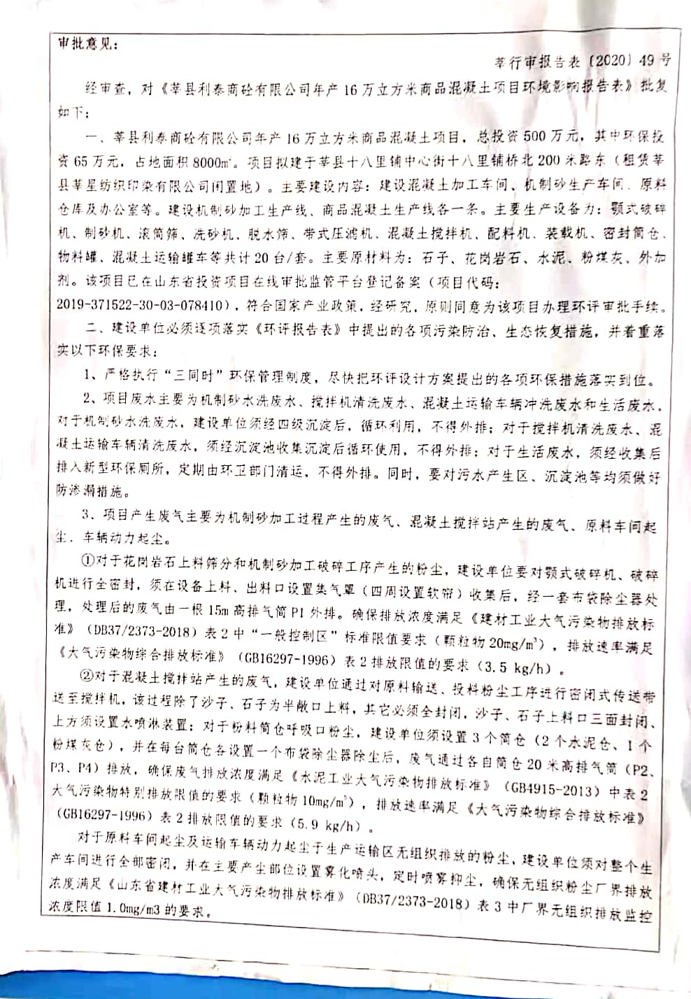 审批意见：
莘行审报告表〔2020〕49号
经审查，对《莘县利泰商砼有限公司年产16万立方米商品混凝土项目环境影响报告表》批复
如下：
一、莘县利泰商砼有限公司年产16万立方米商品混凝土项目，总投资500万元，其中环保投
资65万元，占地面积8000㎡。项目拟建于莘县十八里铺中心街十八里铺桥北200米路东（租赁莘
县莘星纺织印染有限公司闲置地）。主要建设内容：建设混凝土加工车间、机制砂生产车间、原料
仓库及办公室等。建设机制砂加工生产线、商品混凝土生产线各一条。主要生产设备为：颚式破碎
机、制砂机、滚筒筛、洗砂机、脱水筛、带式压滤机、混凝土搅拌机、配料机、装载机、密封筒仓、
物料罐、混凝土运输罐车等共计20台/套。主要原材料为：石子、花岗岩石、水泥、粉煤灰、外加
剂。该项目已在山东省投资项目在线审批监管平台登记备案（项目代码：
2019-371522-30-03-078410），符合国家产业政策，经研究，原则同意为该项目办理环评审批手续。
二、建设单位必须逐项落实《环评报告表》中提出的各项污染防治、生态恢复措施，并着重落
实以下环保要求：
1、严格执行“三同时”环保管理制度，尽快把环评设计方案提出的各项环保措施落实到位。
2、项目废水主要为机制砂水洗废水、搅拌机清洗废水、混凝土运输车辆冲洗废水和生活废水。
对于机制砂水洗废水，建设单位须经四级沉淀后，循环利用，不得外排；对于搅拌机清洗废水、混
凝土运输车辆清洗废水，须经沉淀池收集沉淀后循环使用，不得外排；对于生活废水，须经收集后
排入新型环保厕所，定期由环卫部门清运，不得外排。同时，要对污水产生区、沉淀池等均须做好
防渗漏措施。
3、项目产生废气主要为机制砂加工过程产生的废气、混凝土搅拌站产生的废气、原料车间起
尘、车辆动力起尘。
①对于花岗岩石上料筛分和机制砂加工破碎工序产生的粉尘，建设单位要对颚式破碎机、破碎
机进行全密封，须在设备上料、出料口设置集气罩（四周设置软帘）收集后，经一套布袋除尘器处
理，处理后的废气由一根15m高排气筒P1外排。确保排放浓度满足《建材工业大气污染物排放标
准》（DB37/2373-2018）表2中“一般控制区”标准限值要求（颗粒物20mg/m³），排放速率满足
《大气污染物综合排放标准》（GB16297-1996）表2排放限值的要求（3.5 kg/h）。
②对于混凝土搅拌站产生的废气，建设单位通过对原料输送、投料粉尘工序进行密闭式传送带
送至搅拌机，该过程除了沙子、石子为半敞口上料，其它必须全封闭，沙子、石子上料口三面封闭、
上方须设置水喷淋装置；对于粉料筒仓呼吸口粉尘，建设单位须设置3个筒仓（2个水泥仓、1个
粉煤灰仓），并在每台筒仓各设置一个布袋除尘器除尘后，废气通过各自筒仓20米高排气筒（P2、
P3、P4）排放，确保废气排放浓度满足《水泥工业大气污染物排放标准》（GB4915-2013）中表2
大气污染物特别排放限值的要求（颗粒物10mg/m³），排放速率满足《大气污染物综合排放标准》
（GB16297-1996）表2排放限值的要求（5.9 kg/h）。
对于原料车间起尘及运输车辆动力起尘于生产运输区无组织排放的粉尘，建设单位须对整个生
产车间进行全部密闭，并在主要产尘部位设置雾化喷头，定时喷雾抑尘，确保无组织粉尘厂界排放
浓度满足《山东省建材工业大气污染物排放标准》（DB37/2373-2018）表3中厂界无组织排放监控
浓度限值1.0mg/m3的要求。